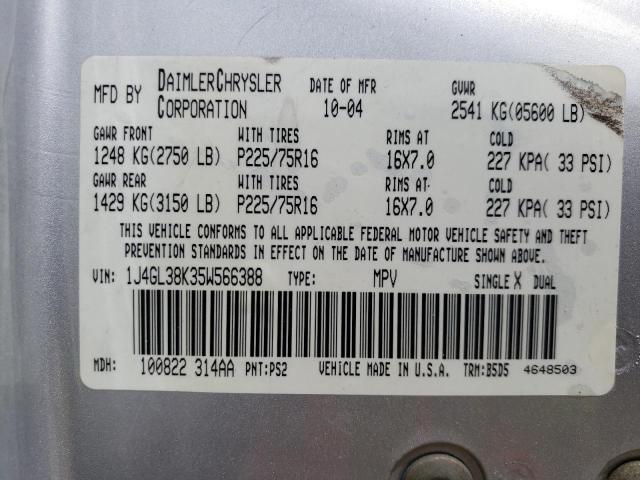 MFD BY DAIMLERCHRYSLER CORPORATION DATE OF MFR 10-04 GVWR 2541 KG(05600 LB)
GAWR FRONT WITH TIRES RIMS AT COLD
1248 KG(2750 LB) P225/75R16 16X7.0 227 KPA( 33 PSI)
GAWR REAR WITH TIRES RIMS AT COLD
1429 KG(3150 LB) P225/75R16 16X7.0 227 KPA( 33 PSI)
THIS VEHICLE CONFORMS TO ALL APPLICABLE FEDERAL MOTOR VEHICLE SAFETY AND THEFT
PREVENTION STANDARDS IN EFFECT ON THE DATE OF MANUFACTURE SHOWN ABOVE.
VIN: 1J4GL38K35W566388 TYPE: MPV SINGLE X DUAL
MDH: 100822 314AA PNT:PS2 VEHICLE MADE IN U.S.A. TRM:B5D5 4648503